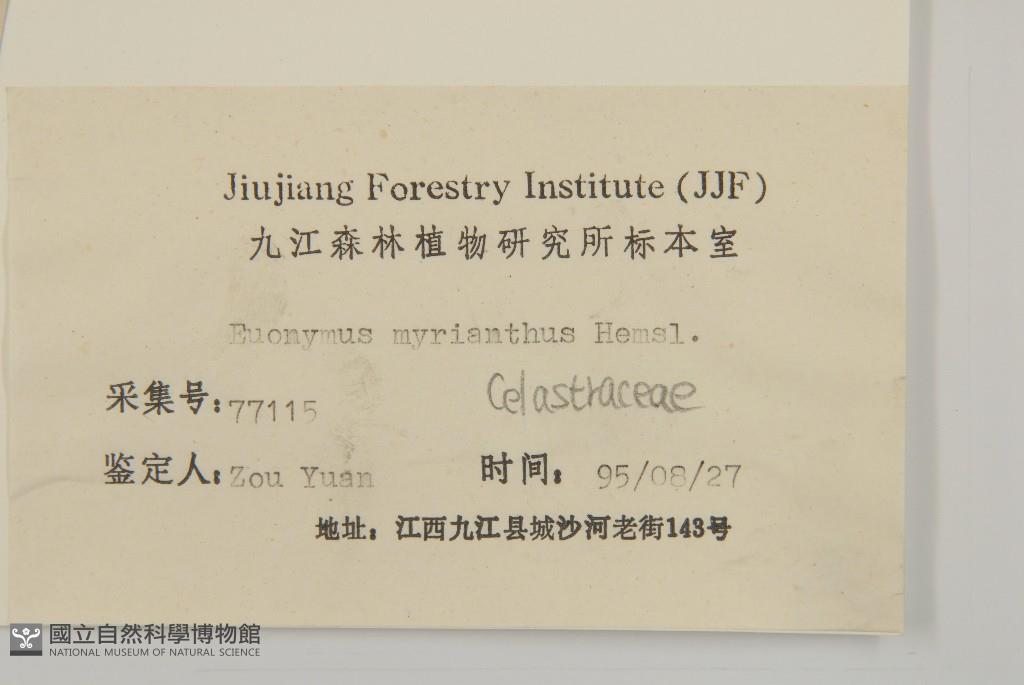 Jiujiang Forestry Institute (JJF)
九江森林植物研究所标本室
Euonymus myrianthus Hemsl.
采集号: 77115 Celastraceae
鉴定人: Zou Yuan 时间: 95/08/27
地址: 江西九江县城沙河老街143号
國立自然科學博物館
NATIONAL MUSEUM OF NATURAL SCIENCE